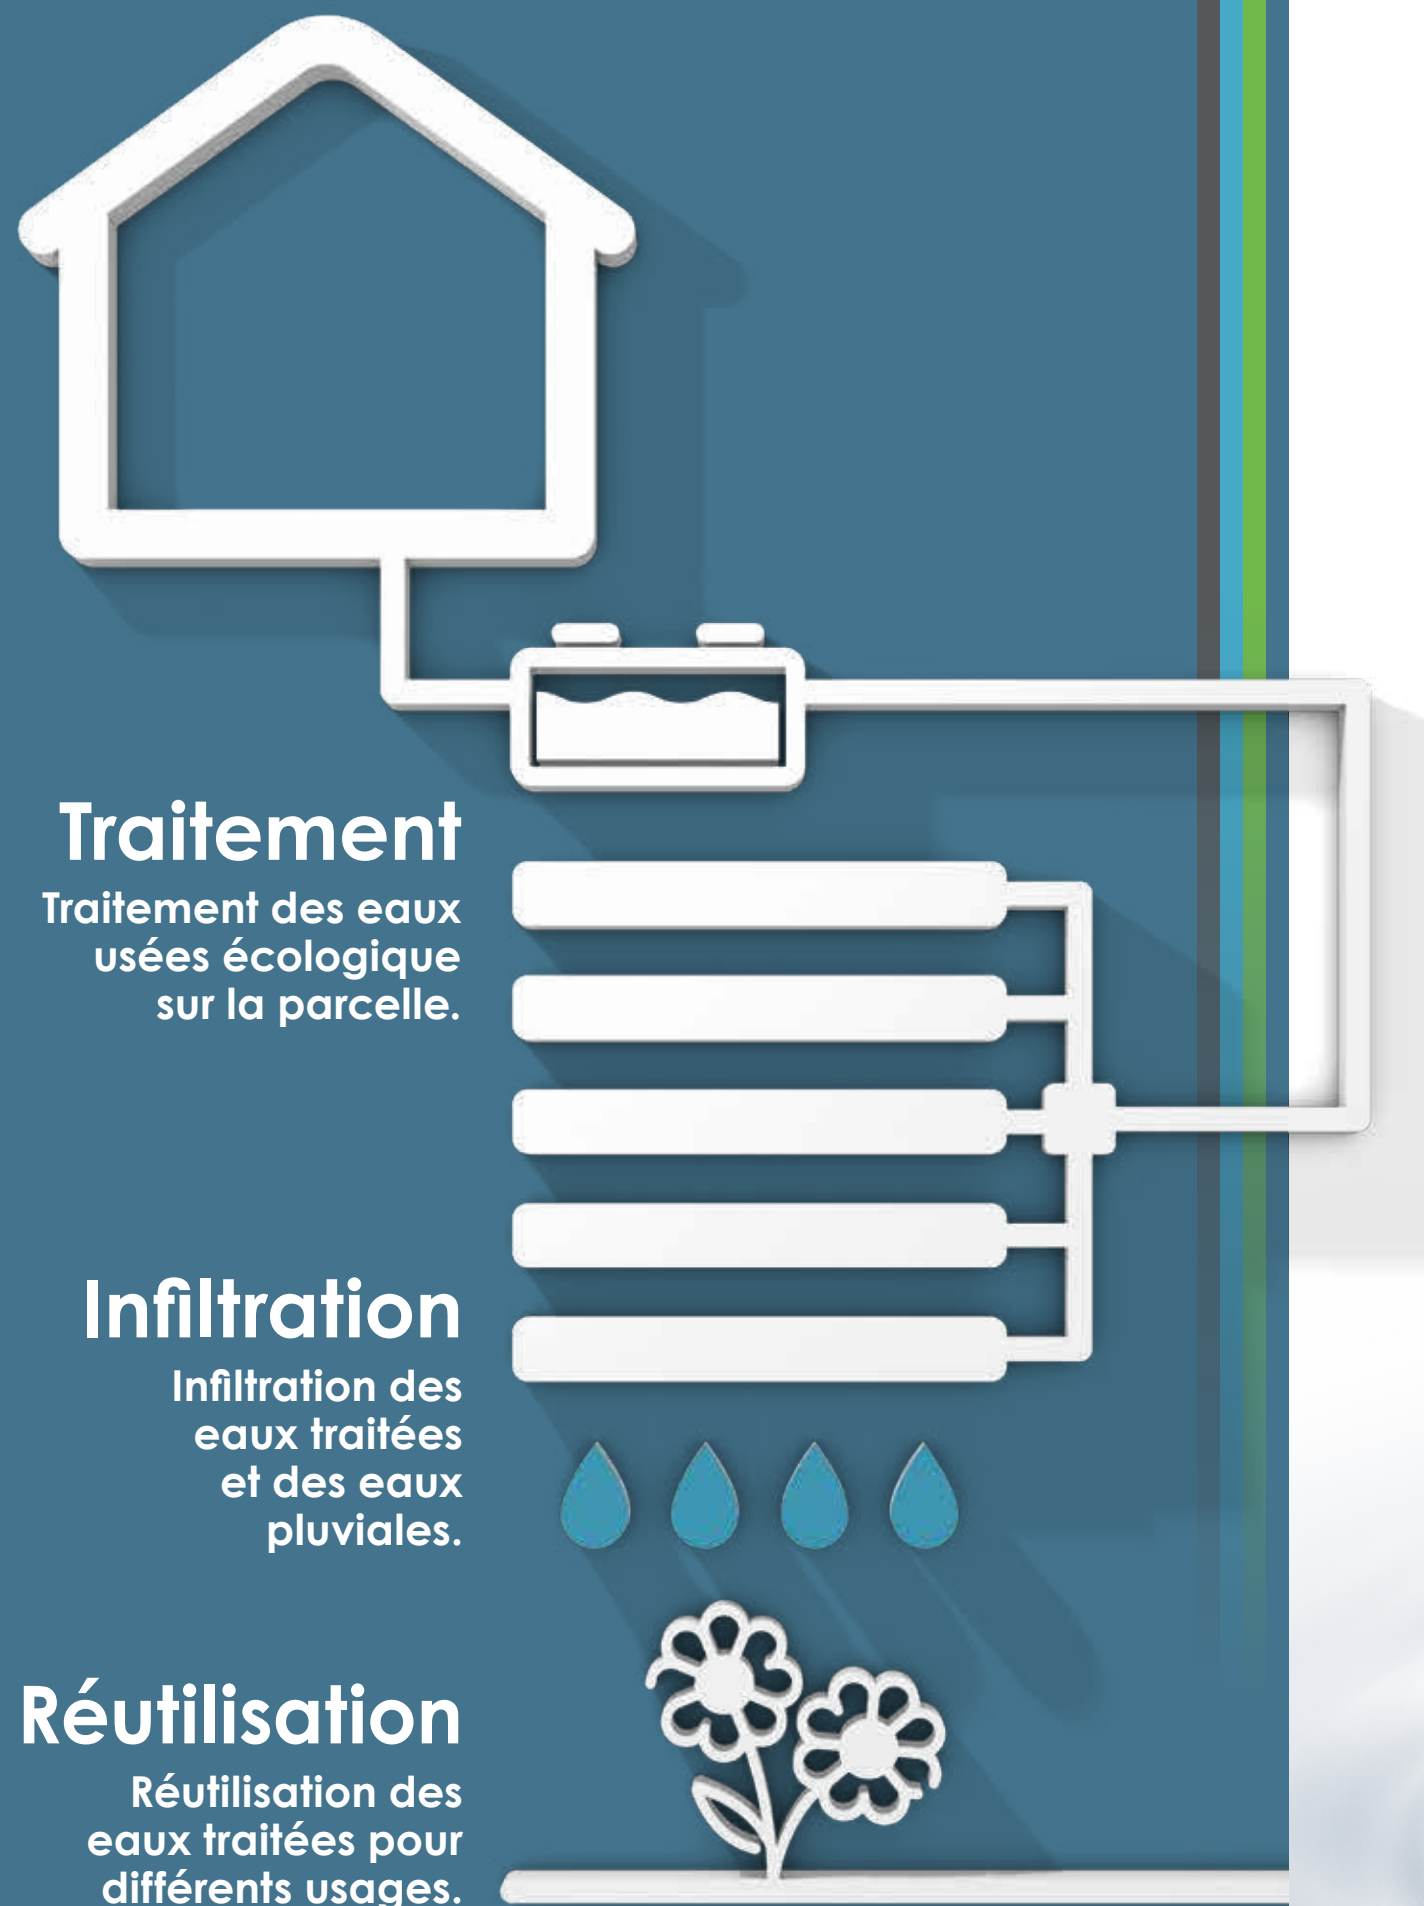 Traitement
Traitement des eaux
usées écologique
sur la parcelle.
Infiltration
Infiltration des
eaux traitées
et des eaux
pluviales.
Réutilisation
Réutilisation des
eaux traitées pour
différents usages.